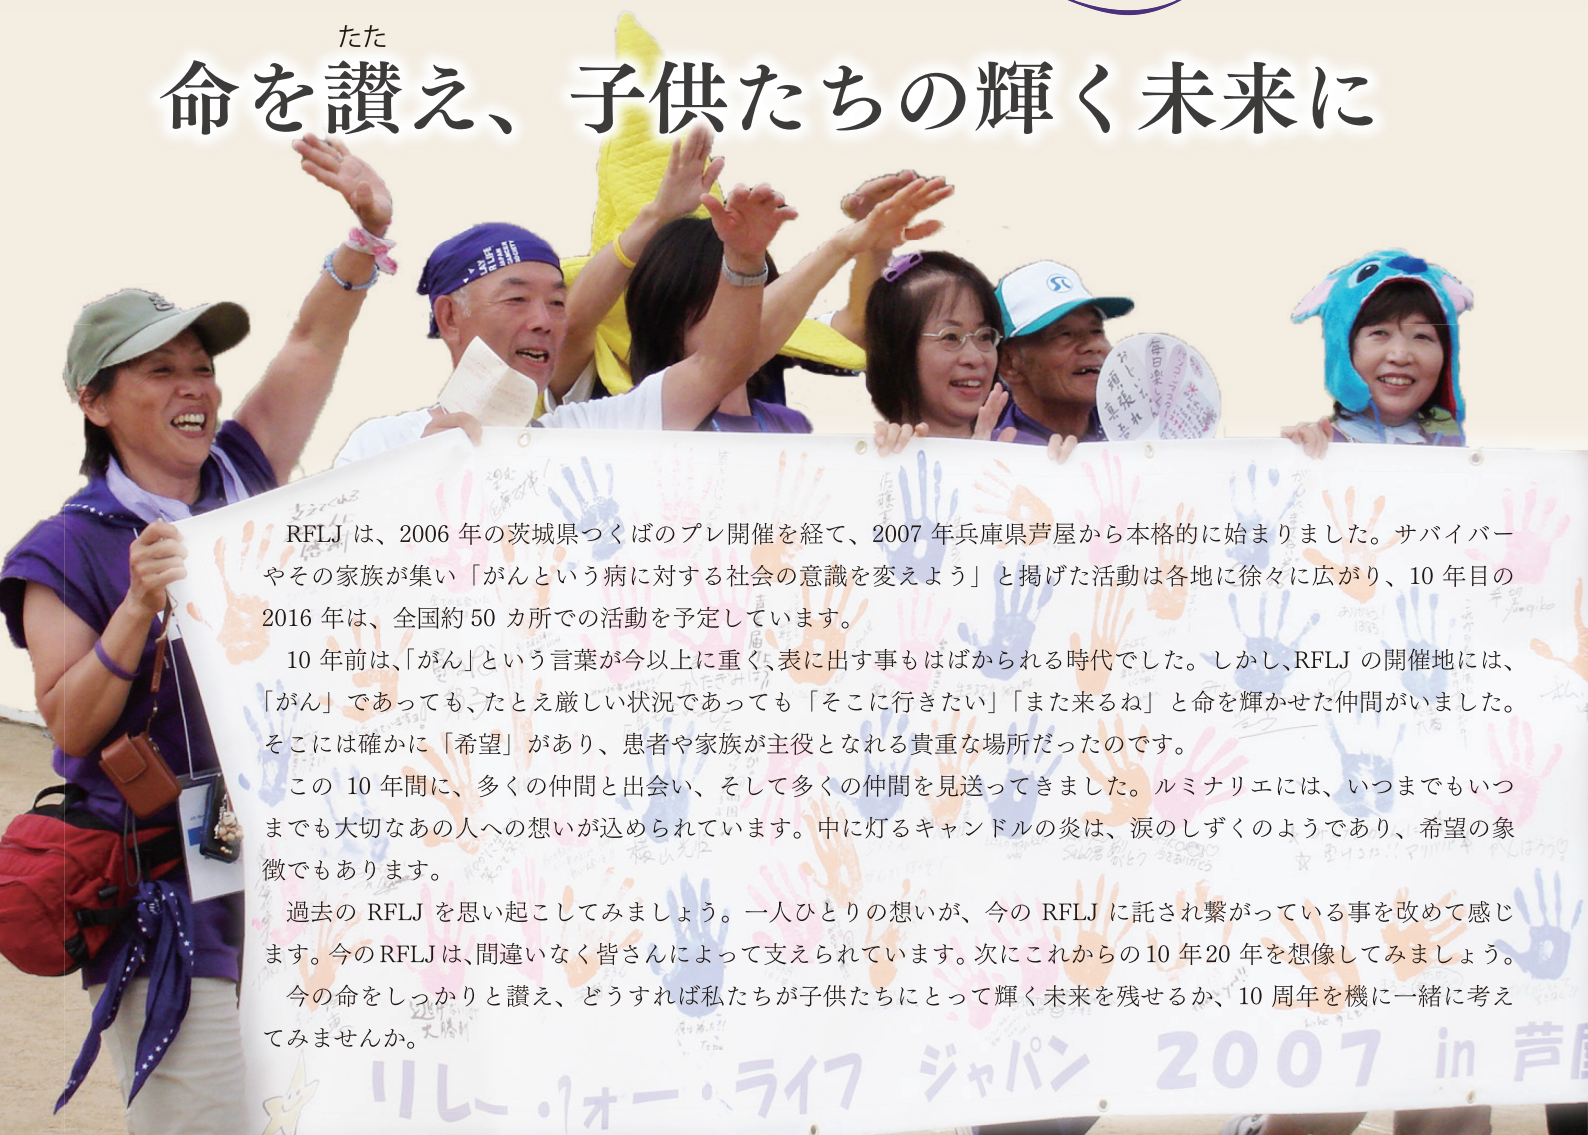 たた
命を讃え、子供たちの輝く未来に
毎日楽しく
おしい
頑張れ
RFLJ は、2006 年の茨城県つくばのプレ開催を経て、2007 年兵庫県芦屋から本格的に始まりました。サバイバー
やその家族が集い「がんという病に対する社会の意識を変えよう」と掲げた活動は各地に徐々に広がり、10 年目の
2016 年は、全国約 50 カ所での活動を予定しています。
10 年前は、「がん」という言葉が今以上に重く、表に出す事もはばかられる時代でした。しかし、RFLJ の開催地には、
「がん」であっても、たとえ厳しい状況であっても「そこに行きたい」「また来るね」と命を輝かせた仲間がいました。
そこには確かに「希望」があり、患者や家族が主役となれる貴重な場所だったのです。
この 10 年間に、多くの仲間と出会い、そして多くの仲間を見送ってきました。ルミナリエには、いつまでもいつ
までも大切なあの人への想いが込められています。中に灯るキャンドルの炎は、涙のしずくのようであり、希望の象
徴でもあります。
過去の RFLJ を思い起こしてみましょう。一人ひとりの想いが、今の RFLJ に託され繋がっている事を改めて感じ
ます。今の RFLJ は、間違いなく皆さんによって支えられています。次にこれからの 10 年 20 年を想像してみましょう。
今の命をしっかりと讃え、どうすれば私たちが子供たちにとって輝く未来を残せるか、10 周年を機に一緒に考え
てみませんか。
リレー・フォー・ライフ ジャパン 2007 in 芦屋